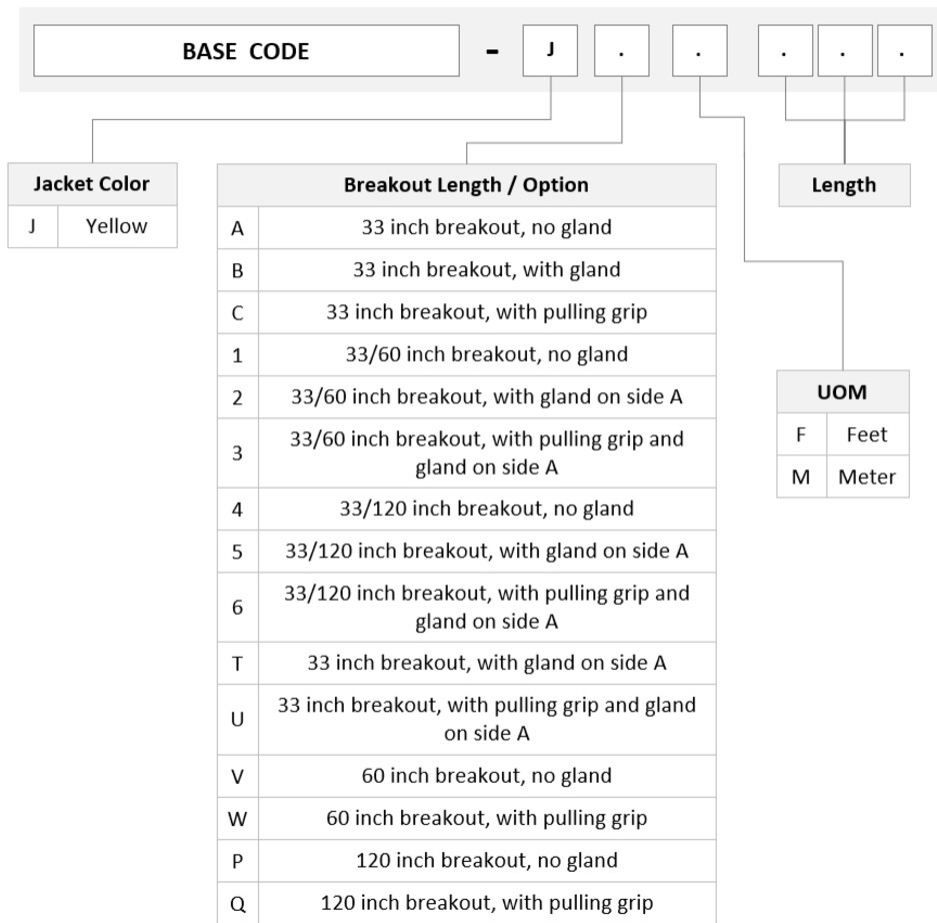 BASE CODE - J . . . . .
Jacket Color
J Yellow
Breakout Length / Option
A 33 inch breakout, no gland
B 33 inch breakout, with gland
C 33 inch breakout, with pulling grip
1 33/60 inch breakout, no gland
2 33/60 inch breakout, with gland on side A
3 33/60 inch breakout, with pulling grip and
gland on side A
4 33/120 inch breakout, no gland
5 33/120 inch breakout, with gland on side A
6 33/120 inch breakout, with pulling grip and
gland on side A
T 33 inch breakout, with gland on side A
U 33 inch breakout, with pulling grip and gland
on side A
V 60 inch breakout, no gland
W 60 inch breakout, with pulling grip
P 120 inch breakout, no gland
Q 120 inch breakout, with pulling grip
Length
UOM
F Feet
M Meter